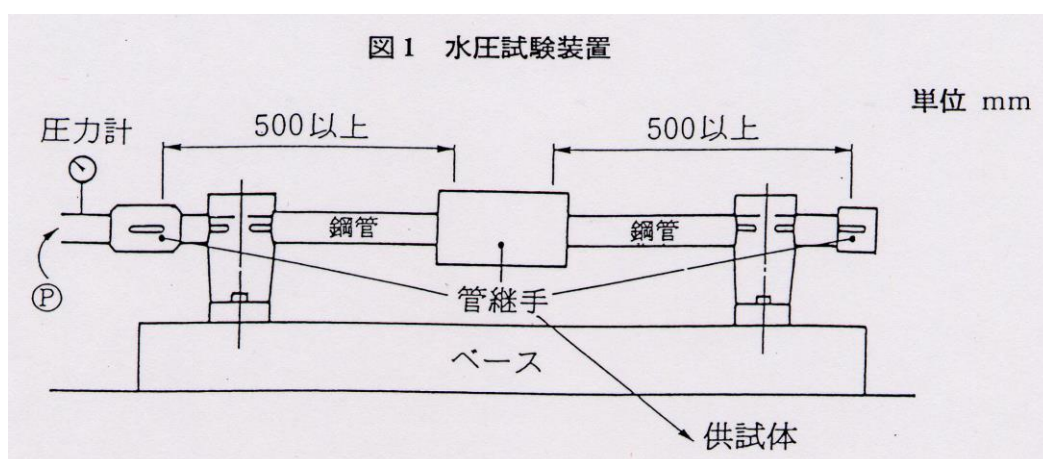 図1 水圧試験装置
単位 mm
圧力計
500以上
500以上
鋼管
鋼管
P
管継手
ベース
供試体